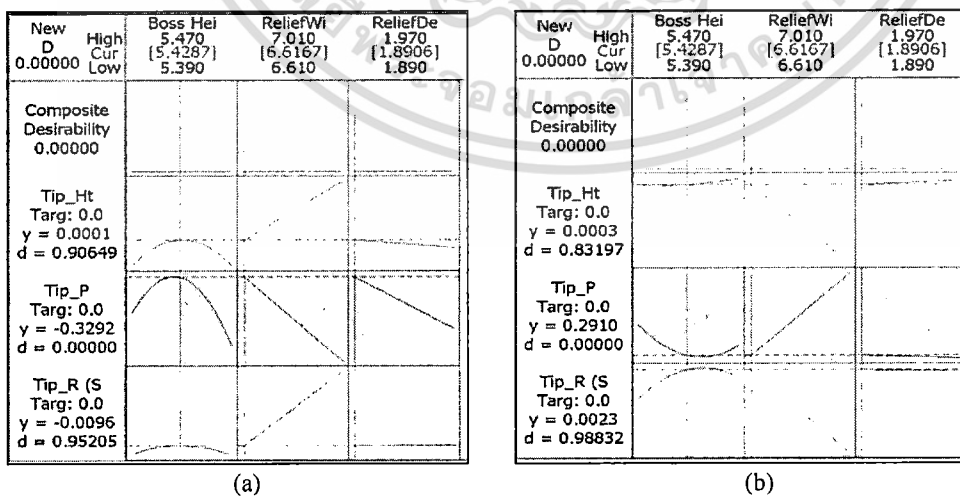 New
D
0.00000
High
Cur
Low
Boss Hei
5.470
[5.4287]
5.390
ReliefWi
7.010
[6.6167]
6.610
ReliefDe
1.970
[1.8906]
1.890
Composite
Desirability
0.00000
Tip_Ht
Targ: 0.0
y = 0.0001
d = 0.90649
Tip_P
Targ: 0.0
y = -0.3292
d = 0.00000
Tip_R (S
Targ: 0.0
y = -0.0096
d = 0.95205
(a)
New
D
0.00000
High
Cur
Low
Boss Hei
5.470
[5.4287]
5.390
ReliefWi
7.010
[6.6167]
6.610
ReliefDe
1.970
[1.8906]
1.890
Composite
Desirability
0.00000
Tip_Ht
Targ: 0.0
y = 0.0003
d = 0.83197
Tip_P
Targ: 0.0
y = 0.2910
d = 0.00000
Tip_R (S
Targ: 0.0
y = 0.0023
d = 0.98832
(b)